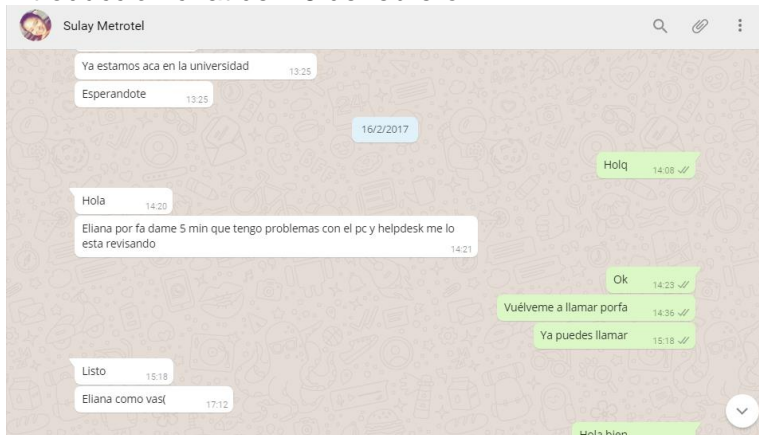 Sulay Metrotel
Ya estamos aca en la universidad
13:25
Esperandote
13:25
16/2/2017
Holq
14:08
Hola
14:20
Eliana por fa dame 5 min que tengo problemas con el pc y helpdesk me lo
esta revisando
14:21
Ok
14:23
Vuélveme a llamar porfa
14:36
Ya puedes llamar
15:18
Listo
15:18
Eliana como vas(
17:12
Hola bien